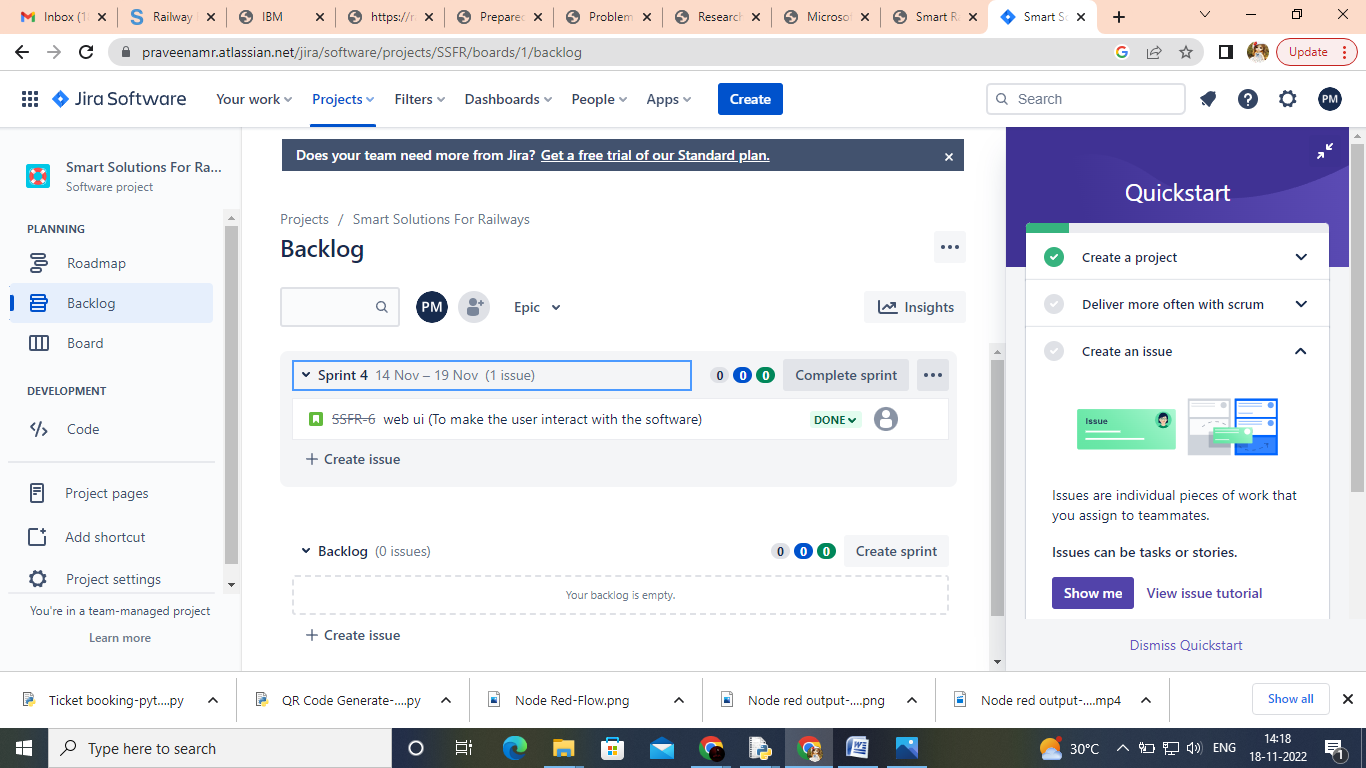 Inbox (1
Railway
IBM
https://r
Prepared
Problem
Research
Microso
Smart Ra
Smart So
praveenamr.atlassian.net/jira/software/projects/SSFR/boards/1/backlog
Update
Jira Software
Your work
Projects
Filters
Dashboards
People
Apps
Create
Search
PM
Smart Solutions For Ra...
Software project
PLANNING
Roadmap
Backlog
Board
DEVELOPMENT
Code
Project pages
Add shortcut
Project settings
You're in a team-managed project
Learn more
Does your team need more from Jira? Get a free trial of our Standard plan.
Projects / Smart Solutions For Railways
Backlog
PM
Epic
Insights
Sprint 4 14 Nov – 19 Nov (1 issue)
0 0 0
Complete sprint
SSFR-6 web ui (To make the user interact with the software)
DONE
+ Create issue
Backlog (0 issues)
0 0 0
Create sprint
Your backlog is empty.
+ Create issue
Quickstart
Create a project
Deliver more often with scrum
Create an issue
Issue
Issues are individual pieces of work that
you assign to teammates.
Issues can be tasks or stories.
Show me
View issue tutorial
Dismiss Quickstart
Ticket booking-pyt....py
QR Code Generate-....py
Node Red-Flow.png
Node red output-....png
Node red output-....mp4
Show all
Type here to search
30°C
ENG
14:18
18-11-2022
1